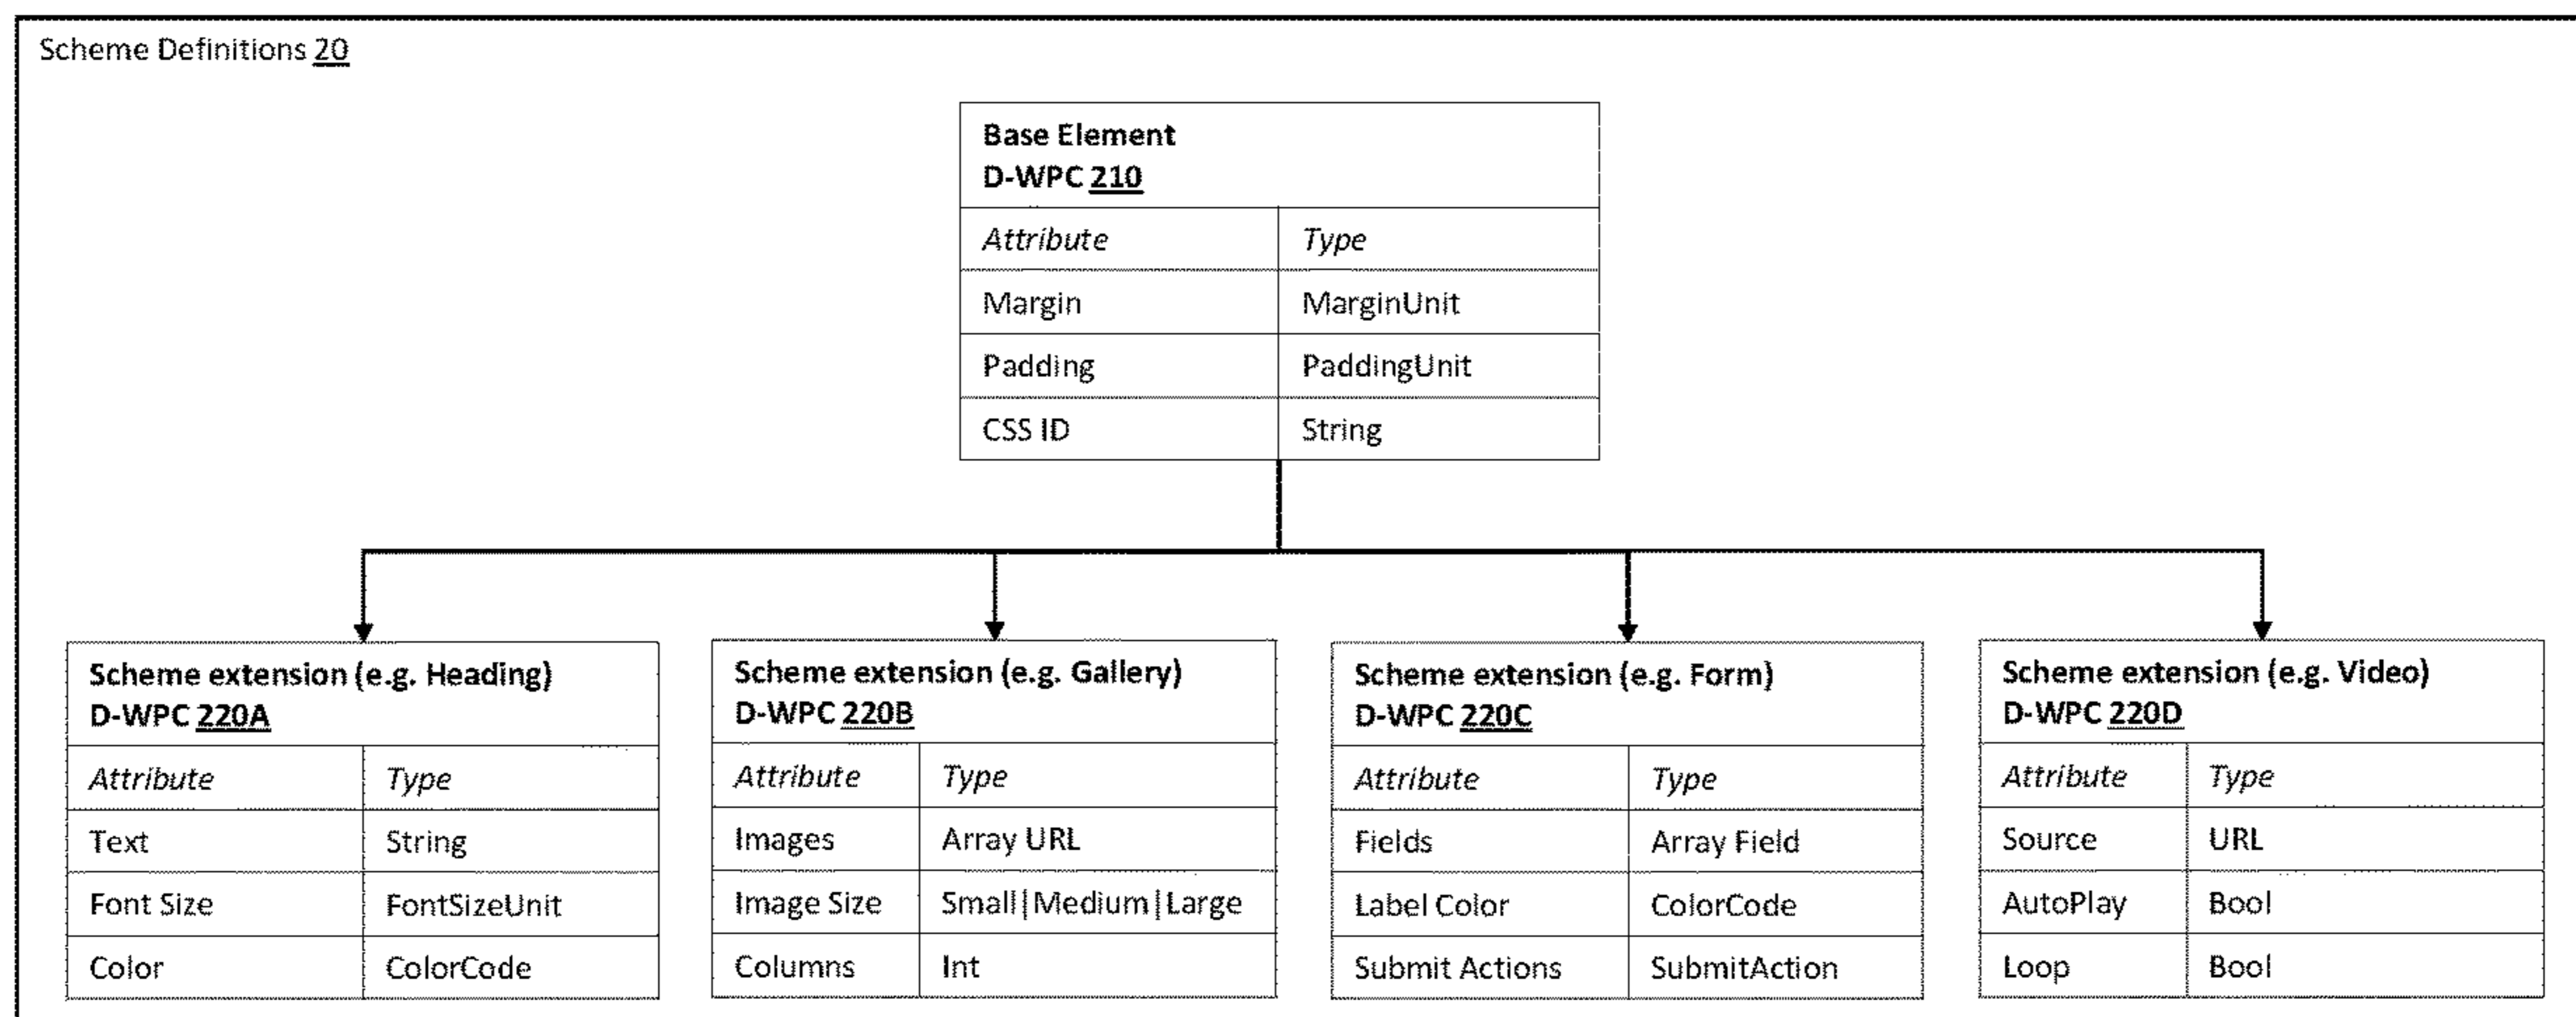 Scheme Definitions 20
Base Element
D-WPC 210
Attribute Type
Margin MarginUnit
Padding PaddingUnit
CSS ID String
Scheme extension (e.g. Heading)
D-WPC 220A
Attribute Type
Text String
Font Size FontSizeUnit
Color ColorCode
Scheme extension (e.g. Gallery)
D-WPC 220B
Attribute Type
Images Array URL
Image Size Small|Medium|Large
Columns Int
Scheme extension (e.g. Form)
D-WPC 220C
Attribute Type
Fields Array Field
Label Color ColorCode
Submit Actions SubmitAction
Scheme extension (e.g. Video)
D-WPC 220D
Attribute Type
Source URL
AutoPlay Bool
Loop Bool